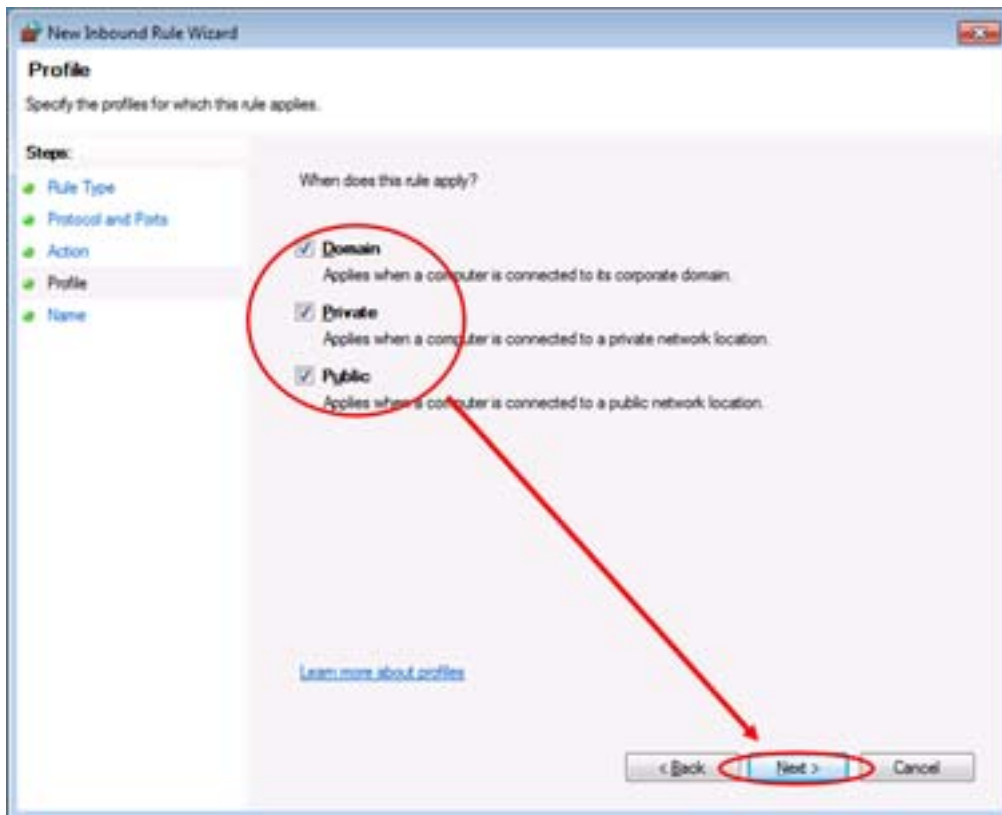 New Inbound Rule Wizard
Profile
Specify the profiles for which this rule applies.
Steps:
Rule Type
Protocol and Ports
Action
Profile
Name
When does this rule apply?
Domain
Applies when a computer is connected to its corporate domain.
Private
Applies when a computer is connected to a private network location.
Public
Applies when a computer is connected to a public network location.
Learn more about profiles
< Back
Next >
Cancel